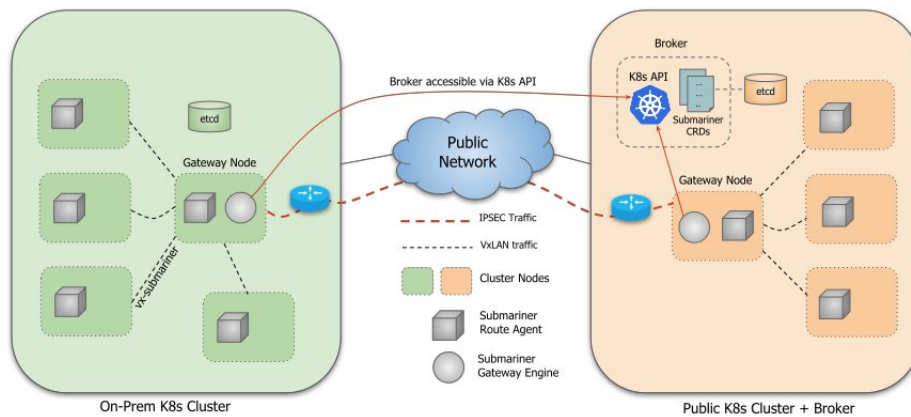 Broker
K8s API
etcd
Submariner
CRDs
Broker accessible via K8s API
etcd
Public
Network
Gateway Node
Gateway Node
vx-submariner
IPSEC Traffic
VxLAN traffic
Cluster Nodes
Submariner
Route Agent
Submariner
Gateway Engine
On-Prem K8s Cluster
Public K8s Cluster + Broker